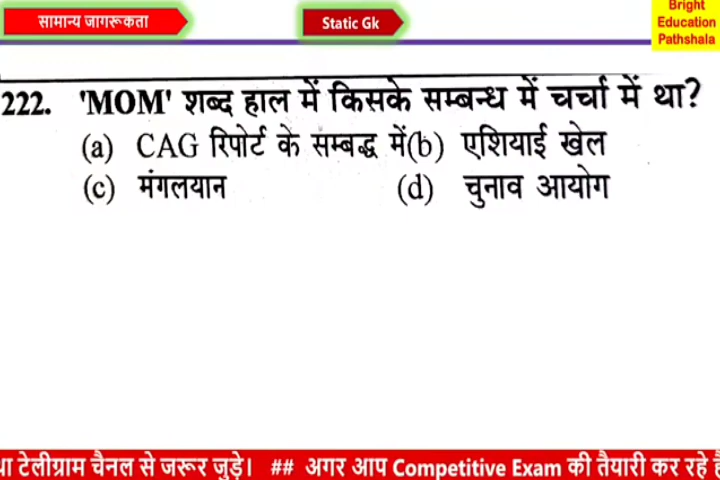 सामान्य जागरूकता
Static Gk
Bright
Education
Pathshala
222. 'MOM' शब्द हाल में किसके सम्बन्ध में चर्चा में था?
(a) CAG रिपोर्ट के सम्बद्ध में(b) एशियाई खेल
(c) मंगलयान (d) चुनाव आयोग
था टेलीग्राम चैनल से जरूर जुड़े। ## अगर आप Competitive Exam की तैयारी कर रहे